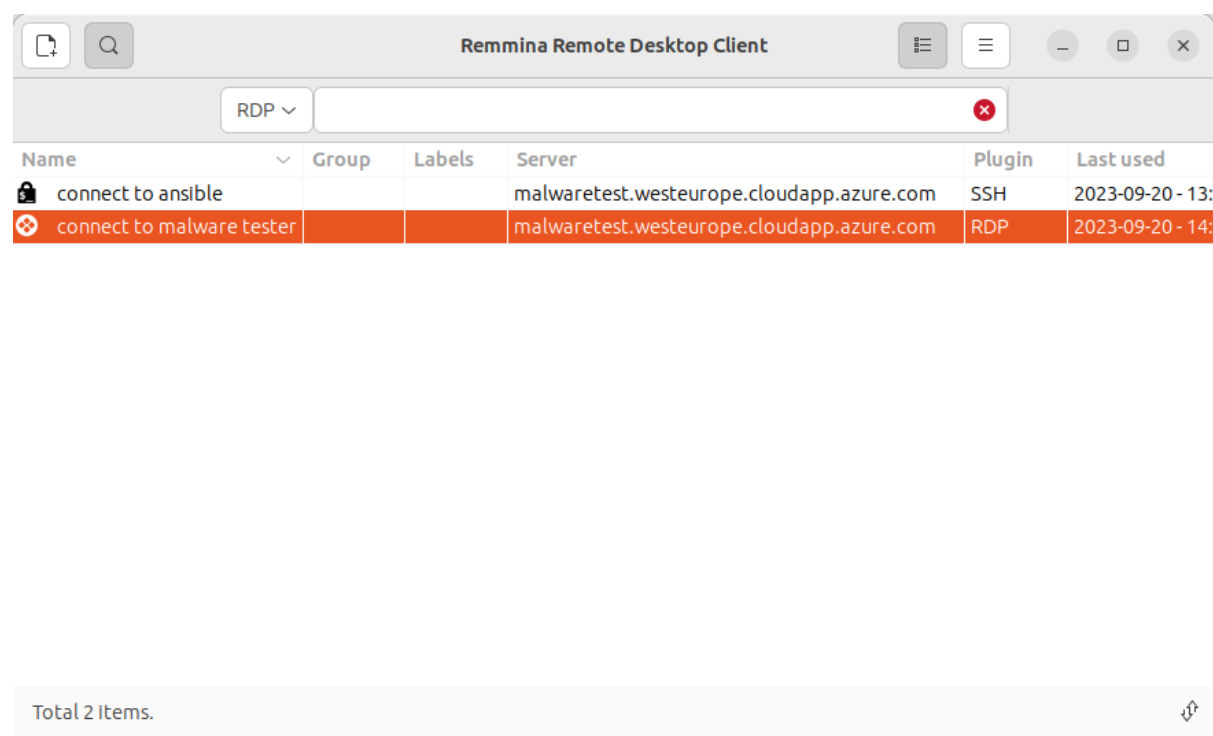 Remmina Remote Desktop Client
RDP
Name Group Labels Server Plugin Last used
connect to ansible malwaretest.westeurope.cloudapp.azure.com SSH 2023-09-20 - 13:
connect to malware tester malwaretest.westeurope.cloudapp.azure.com RDP 2023-09-20 - 14:
Total 2 items.